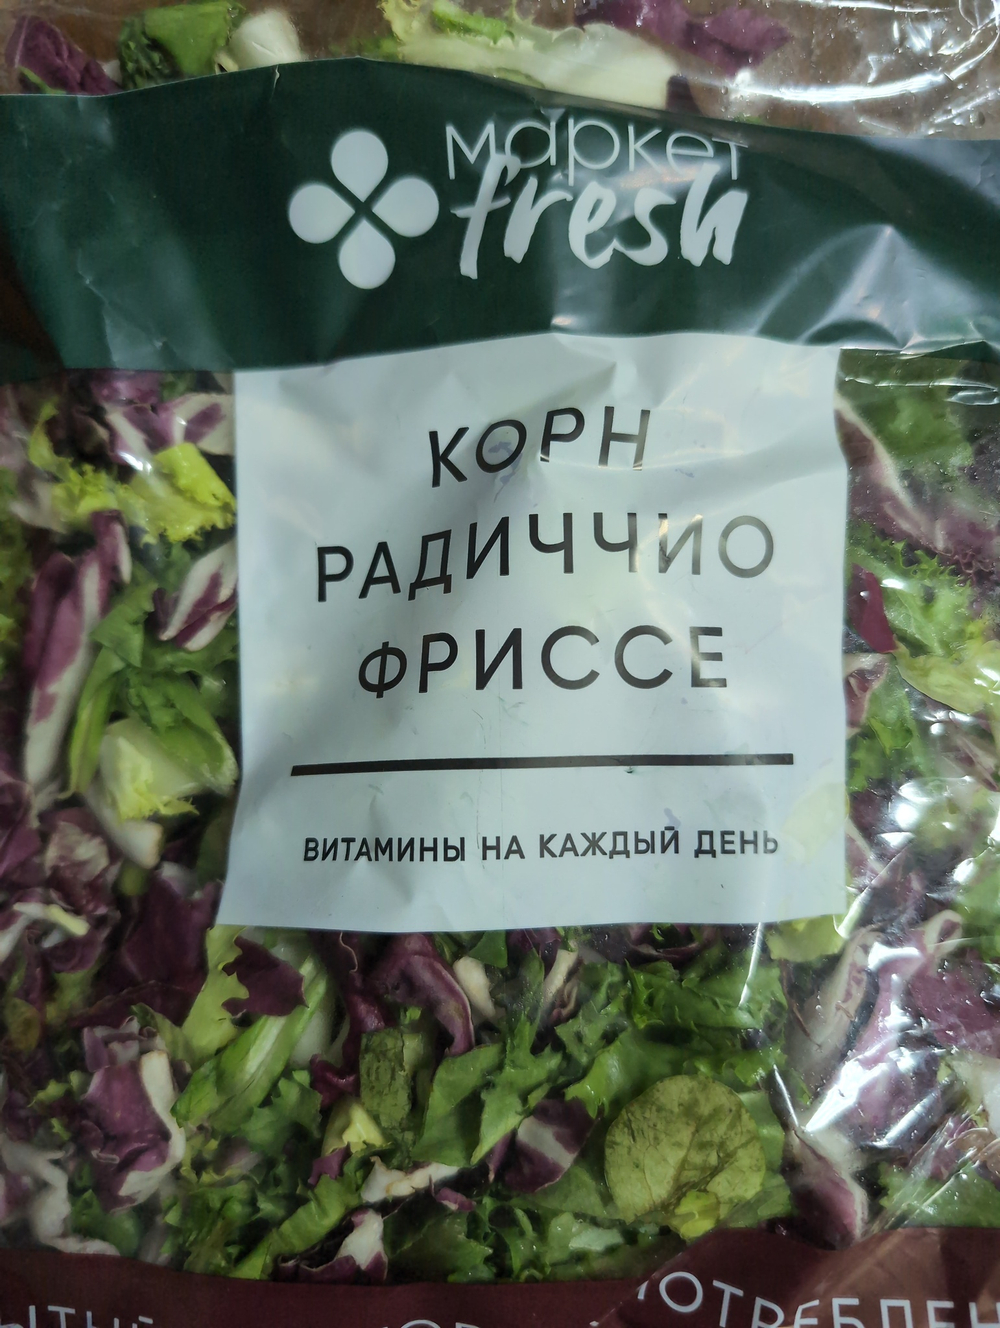 маркет
fresh
КОРН
РАДИЧЧИО
ФРИССЕ
ВИТАМИНЫ НА КАЖДЫЙ ДЕНЬ